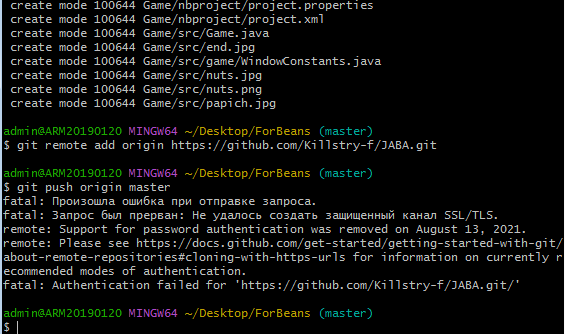 create mode 100644 Game/nbproject/project.properties
create mode 100644 Game/nbproject/project.xml
create mode 100644 Game/src/Game.java
create mode 100644 Game/src/end.jpg
create mode 100644 Game/src/game/WindowConstants.java
create mode 100644 Game/src/nuts.jpg
create mode 100644 Game/src/nuts.png
create mode 100644 Game/src/papich.jpg
admin@ARM20190120 MINGW64 ~/Desktop/ForBeans (master)
$ git remote add origin https://github.com/Killstry-f/JABA.git
admin@ARM20190120 MINGW64 ~/Desktop/ForBeans (master)
$ git push origin master
fatal: Произошла ошибка при отправке запроса.
fatal: Запрос был прерван: Не удалось создать защищенный канал SSL/TLS.
remote: Support for password authentication was removed on August 13, 2021.
remote: Please see https://docs.github.com/get-started/getting-started-with-git/
about-remote-repositories#cloning-with-https-urls for information on currently r
ecommended modes of authentication.
fatal: Authentication failed for 'https://github.com/Killstry-f/JABA.git/'
admin@ARM20190120 MINGW64 ~/Desktop/ForBeans (master)
$